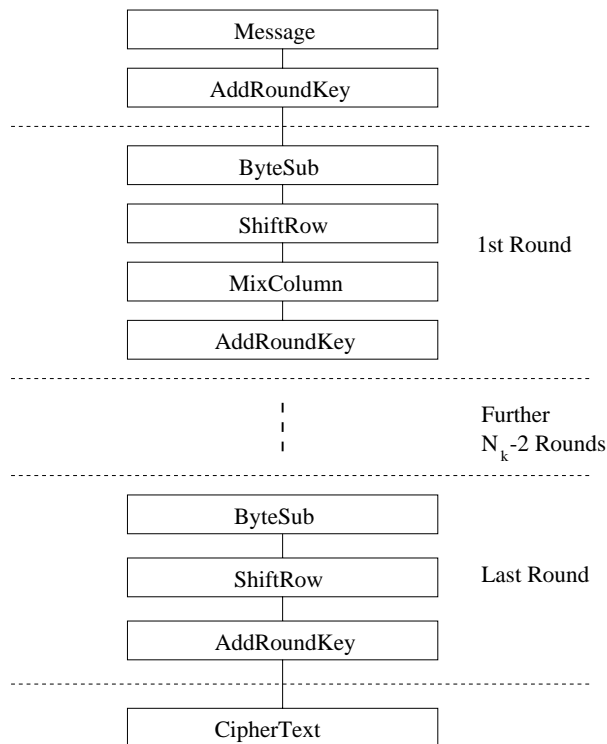 Message
AddRoundKey
ByteSub
ShiftRow
1st Round
MixColumn
AddRoundKey
Further
N_k-2 Rounds
ByteSub
ShiftRow
Last Round
AddRoundKey
CipherText